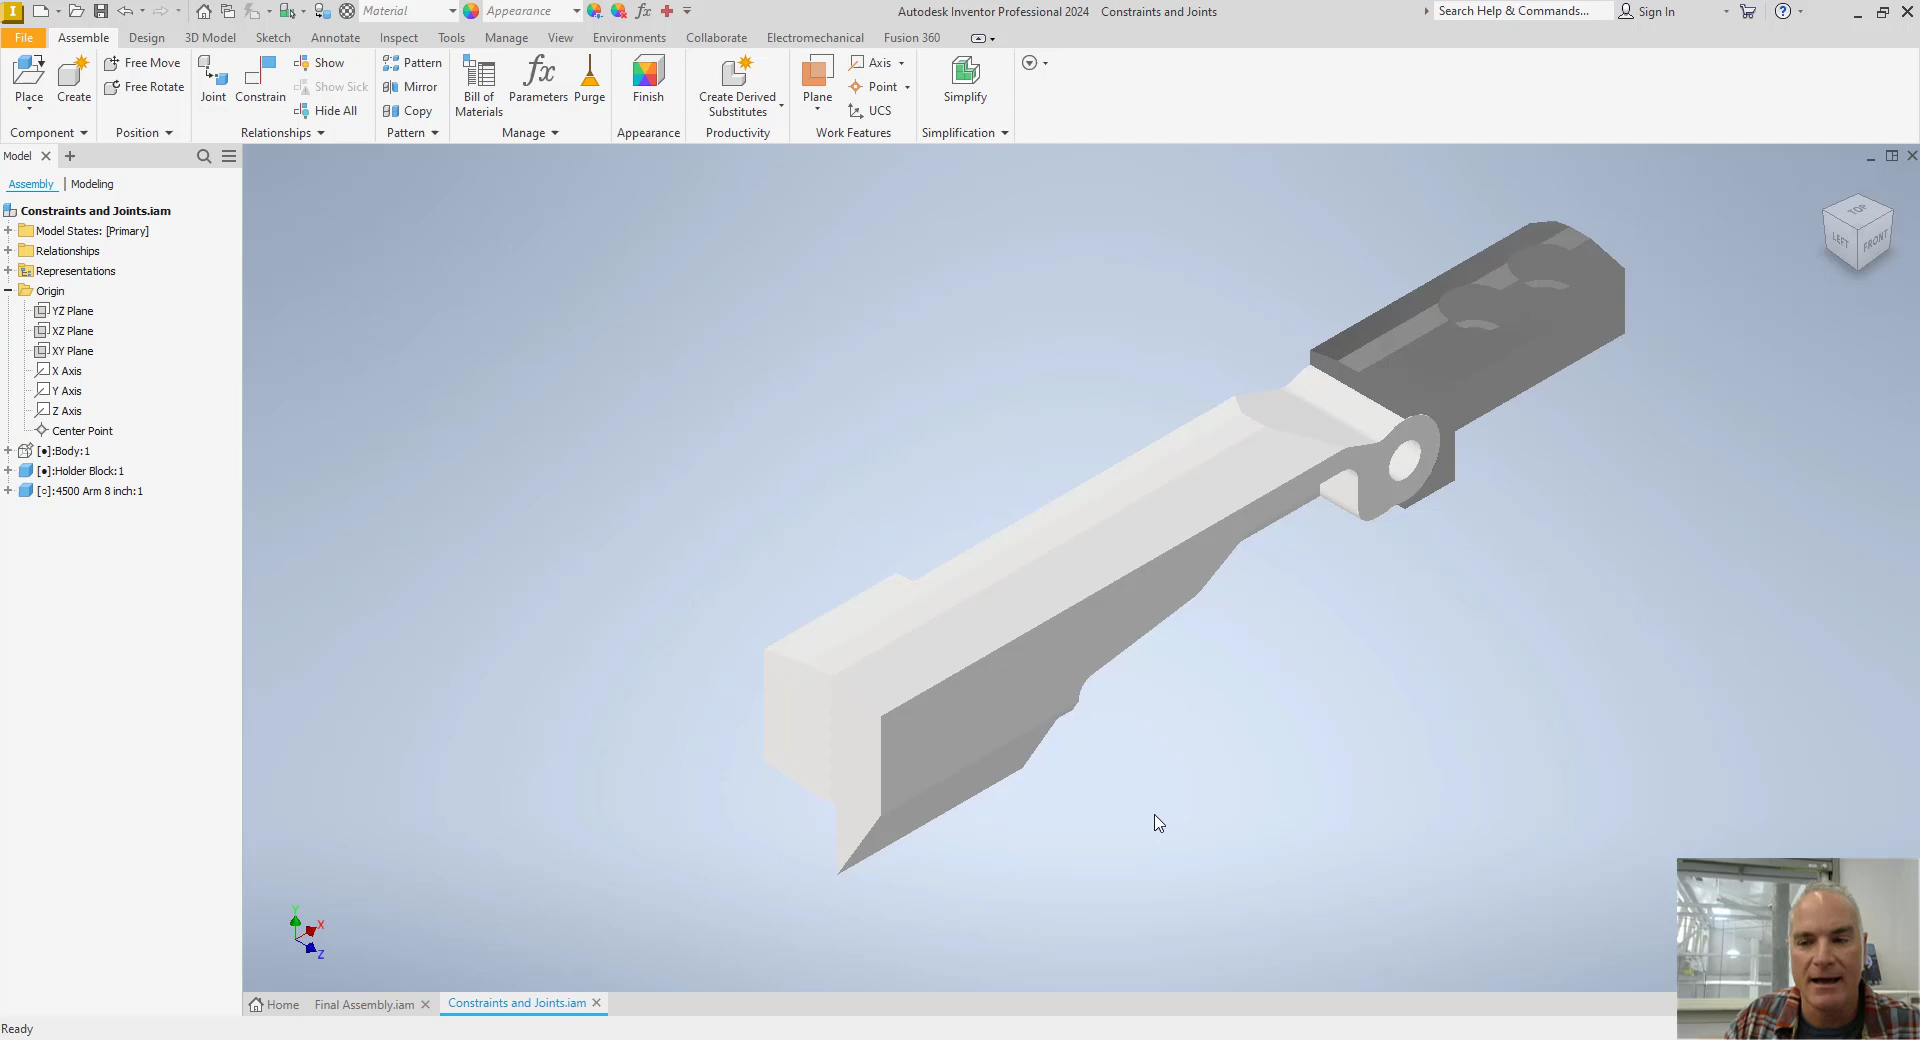 Material
Appearance
Autodesk Inventor Professional 2024 Constraints and Joints
Search Help & Commands...
Sign In
File
Assemble
Design
3D Model
Sketch
Annotate
Inspect
Tools
Manage
View
Environments
Collaborate
Electromechanical
Fusion 360
Place
Create
Free Move
Free Rotate
Joint
Constrain
Show
Show Sick
Hide All
Pattern
Mirror
Copy
Bill of
Materials
Parameters
Purge
Finish
Create Derived
Substitutes
Plane
Axis
Point
UCS
Simplify
Component
Position
Relationships
Pattern
Manage
Appearance
Productivity
Work Features
Simplification
Model
Assembly
Modeling
Constraints and Joints.iam
Model States: [Primary]
Relationships
Representations
Origin
YZ Plane
XZ Plane
XY Plane
X Axis
Y Axis
Z Axis
Center Point
[●]:Body:1
[●]:Holder Block:1
[○]:4500 Arm 8 inch:1
TOP
LEFT
FRONT
Y
X
Z
Home
Final Assembly.iam
Constraints and Joints.iam
Ready